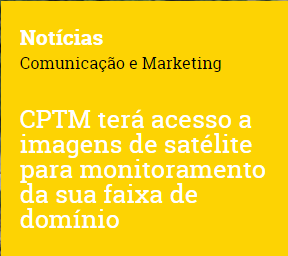 Notícias
Comunicação e Marketing
CPTM terá acesso a
imagens de satélite
para monitoramento
da sua faixa de
domínio